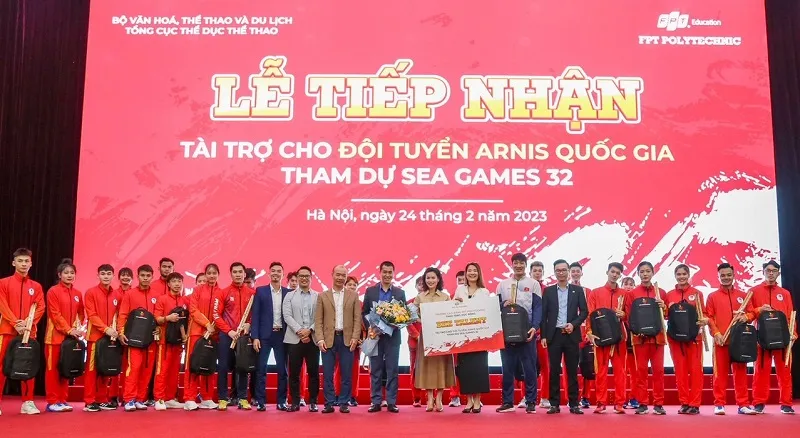 BỘ VĂN HOÁ, THỂ THAO VÀ DU LỊCH
TỔNG CỤC THỂ DỤC THỂ THAO
FPT Education
FPT POLYTECHNIC
LỄ TIẾP NHẬN
TÀI TRỢ CHO ĐỘI TUYỂN ARNIS QUỐC GIA
THAM DỰ SEA GAMES 32
Hà Nội, ngày 24 tháng 2 năm 2023